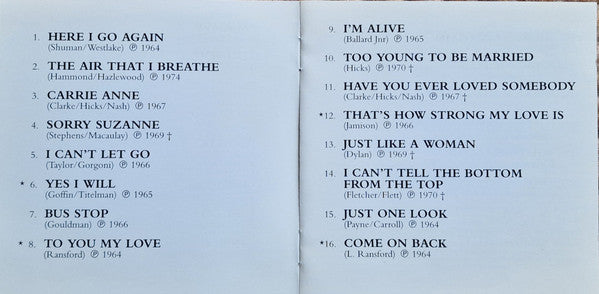 1. HERE I GO AGAIN
(Shuman/Westlake) ℗ 1964
2. THE AIR THAT I BREATHE
(Hammond/Hazlewood) ℗ 1974
3. CARRIE ANNE
(Clarke/Hicks/Nash) ℗ 1967
4. SORRY SUZANNE
(Stephens/Macaulay) ℗ 1969 †
5. I CAN'T LET GO
(Taylor/Gorgoni) ℗ 1966
* 6. YES I WILL
(Goffin/Titelman) ℗ 1965
7. BUS STOP
(Gouldman) ℗ 1966
* 8. TO YOU MY LOVE
(Ransford) ℗ 1964
9. I'M ALIVE
(Ballard Jnr) ℗ 1965
10. TOO YOUNG TO BE MARRIED
(Hicks) ℗ 1970 †
11. HAVE YOU EVER LOVED SOMEBODY
(Clarke/Hicks/Nash) ℗ 1967 †
*12. THAT'S HOW STRONG MY LOVE IS
(Jamison) ℗ 1966
13. JUST LIKE A WOMAN
(Dylan) ℗ 1969 †
14. I CAN'T TELL THE BOTTOM
FROM THE TOP
(Fletcher/Flett) ℗ 1970 †
15. JUST ONE LOOK
(Payne/Carroll) ℗ 1964
*16. COME ON BACK
(L. Ransford) ℗ 1964